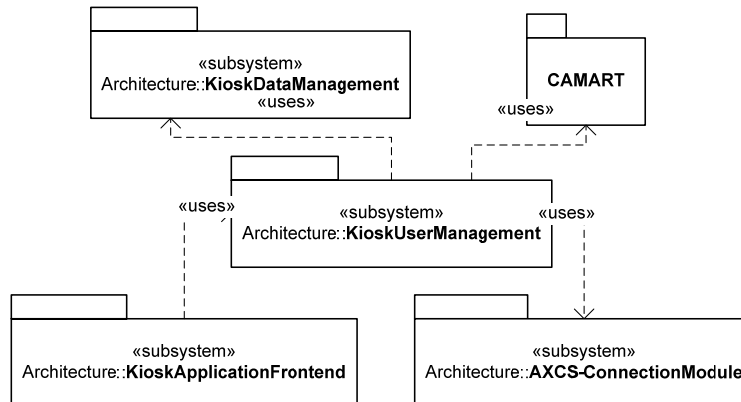 «subsystem»
Architecture::KioskDataManagement
«uses»
CAMART
«uses»
«uses»
«subsystem»
Architecture::KioskUserManagement
«uses»
«subsystem»
Architecture::KioskApplicationFrontend
«subsystem»
Architecture::AXCS-ConnectionModule